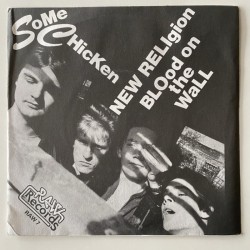 SoMe
CHicKen
NEW RELIgion
BLOod on
the
WaLL
RAW
Records
RAW 7